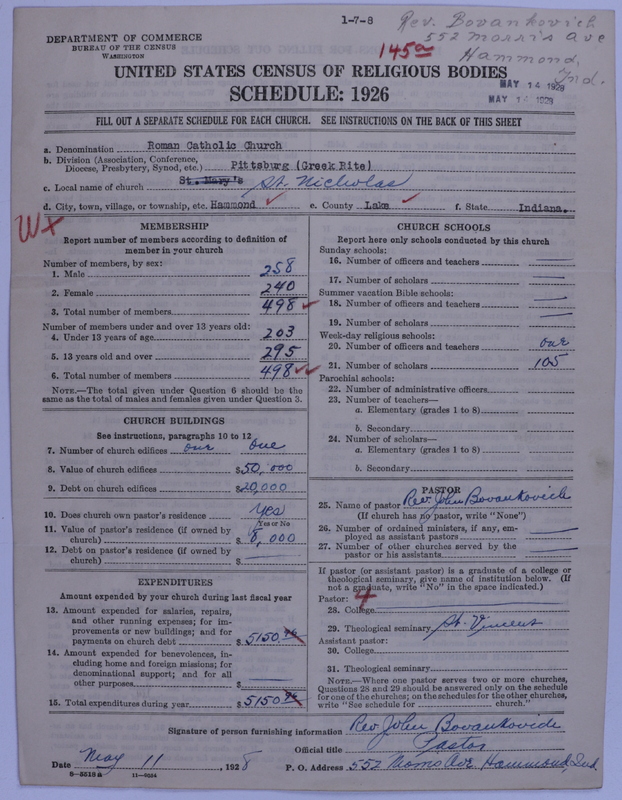 1-7-8
Rev. Bovankovich
552 Morris Ave
Hammond,
Ind.
145a
MAY 14 1928
MAY 14 1928
DEPARTMENT OF COMMERCE
BUREAU OF THE CENSUS
WASHINGTON
UNITED STATES CENSUS OF RELIGIOUS BODIES
SCHEDULE: 1926
FILL OUT A SEPARATE SCHEDULE FOR EACH CHURCH. SEE INSTRUCTIONS ON THE BACK OF THIS SHEET
a. Denomination Roman Catholic Church
b. Division (Association, Conference,
Diocese, Presbytery, Synod, etc.) Pittsburg (Greek Rite)
c. Local name of church St. Mary's St Nicholas
d. City, town, village, or township, etc. Hammond e. County Lake f. State Indiana.
MEMBERSHIP
Report number of members according to definition of
member in your church
Number of members, by sex:
1. Male 258
2. Female 240
3. Total number of members 498
Number of members under and over 13 years old:
4. Under 13 years of age 203
5. 13 years old and over 295
6. Total number of members 498
NOTE.—The total given under Question 6 should be the
same as the total of males and females given under Question 3.
CHURCH BUILDINGS
See instructions, paragraphs 10 to 12
7. Number of church edifices one one
8. Value of church edifices $50,000
9. Debt on church edifices $20,000
10. Does church own pastor's residence Yes
Yes or No
11. Value of pastor's residence (if owned by
church) $8,000
12. Debt on pastor's residence (if owned by
church) $
EXPENDITURES
Amount expended by your church during last fiscal year
13. Amount expended for salaries, repairs,
and other running expenses; for im-
provements or new buildings; and for
payments on church debt $5150
14. Amount expended for benevolences, in-
cluding home and foreign missions; for
denominational support; and for all
other purposes $
15. Total expenditures during year $5150
CHURCH SCHOOLS
Report here only schools conducted by this church
Sunday schools:
16. Number of officers and teachers
17. Number of scholars
Summer vacation Bible schools:
18. Number of officers and teachers
19. Number of scholars
Week-day religious schools:
20. Number of officers and teachers one
21. Number of scholars 105
Parochial schools:
22. Number of administrative officers
23. Number of teachers—
a. Elementary (grades 1 to 8)
b. Secondary
24. Number of scholars—
a. Elementary (grades 1 to 8)
b. Secondary
PASTOR
25. Name of pastor Rev. John Bovankovich
(If church has no pastor, write "None")
26. Number of ordained ministers, if any, em-
ployed as assistant pastors
27. Number of other churches served by the
pastor or his assistants
If pastor (or assistant pastor) is a graduate of a college or
theological seminary, give name of institution below. (If
not a graduate, write "No" in the space indicated.)
Pastor: 4
28. College
29. Theological seminary St. Vincent
Assistant pastor:
30. College
31. Theological seminary
NOTE.—Where one pastor serves two or more churches,
Questions 28 and 29 should be answered only on the schedule
for one of the churches; on the schedules for the other churches,
write "See schedule for church."
Signature of person furnishing information Rev John Bovankovich
Official title Pastor
Date May 11, 1928 P. O. Address 552 Morris Ave Hammond, Ind
8-5518a 11-9054